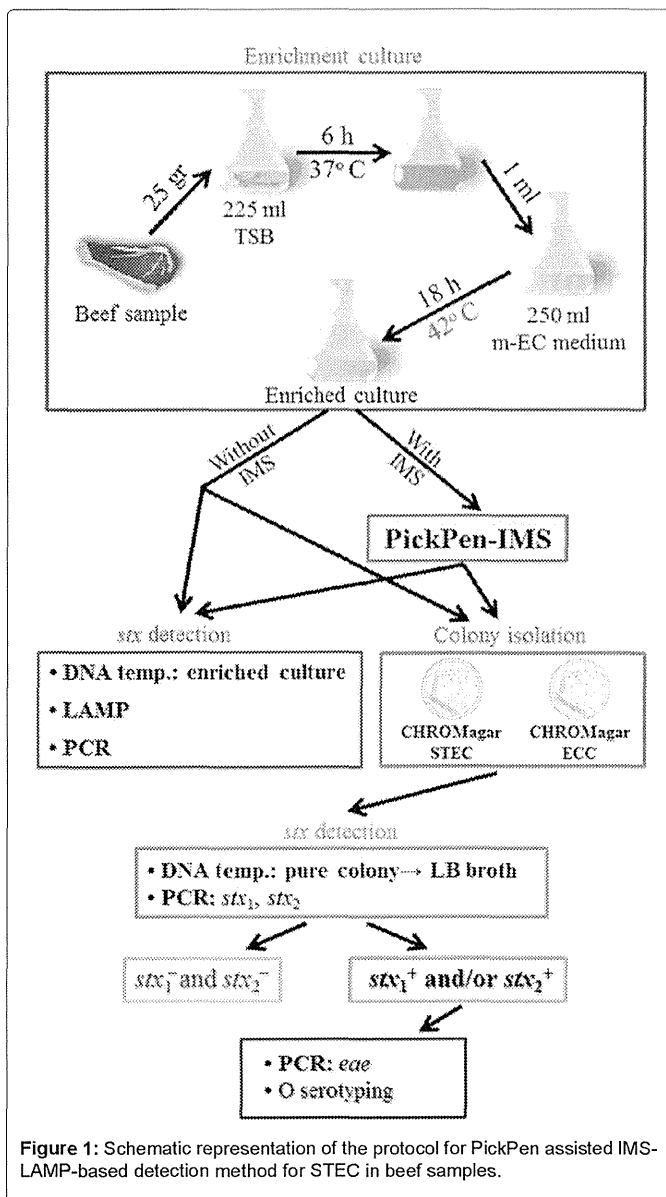 Enrichment culture
25 gr
6 h
37° C
1 ml
225 ml
TSB
Beef sample
18 h
42° C
250 ml
m-EC medium
Enriched culture
Without
IMS
With
IMS
PickPen-IMS
stx detection
• DNA temp.: enriched culture
• LAMP
• PCR
Colony isolation
CHROMagar
STEC
CHROMagar
ECC
stx detection
• DNA temp.: pure colony→ LB broth
• PCR: stx₁, stx₂
stx₁⁻ and stx₂⁻
stx₁⁺ and/or stx₂⁺
• PCR: eae
• O serotyping
Figure 1: Schematic representation of the protocol for PickPen assisted IMS-
LAMP-based detection method for STEC in beef samples.